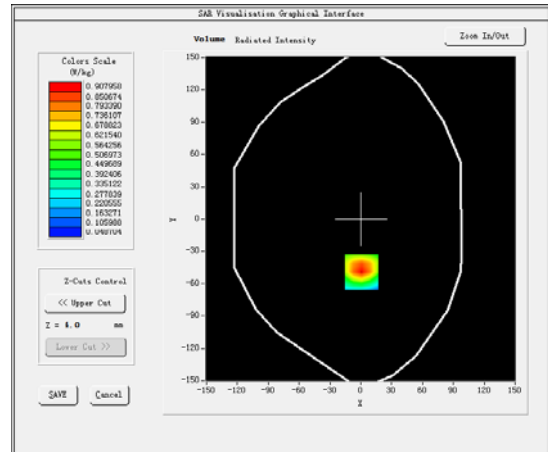 SAR Visualisation Graphical Interface
Volume Radiated Intensity
Zoom In/Out
Colors Scale
(W/kg)
0.907958
0.850674
0.793390
0.736107
0.678823
0.621540
0.564256
0.506973
0.449689
0.392406
0.335122
0.277839
0.220555
0.163271
0.105988
0.048704
Z-Cuts Control
<< Upper Cut
Z = 4.0 mm
Lower Cut >>
SAVE
Cancel
150
120
90
60
30
0
-30
-60
-90
-120
-150
Y
-150 -120 -90 -60 -30 0 30 60 90 120 150
X